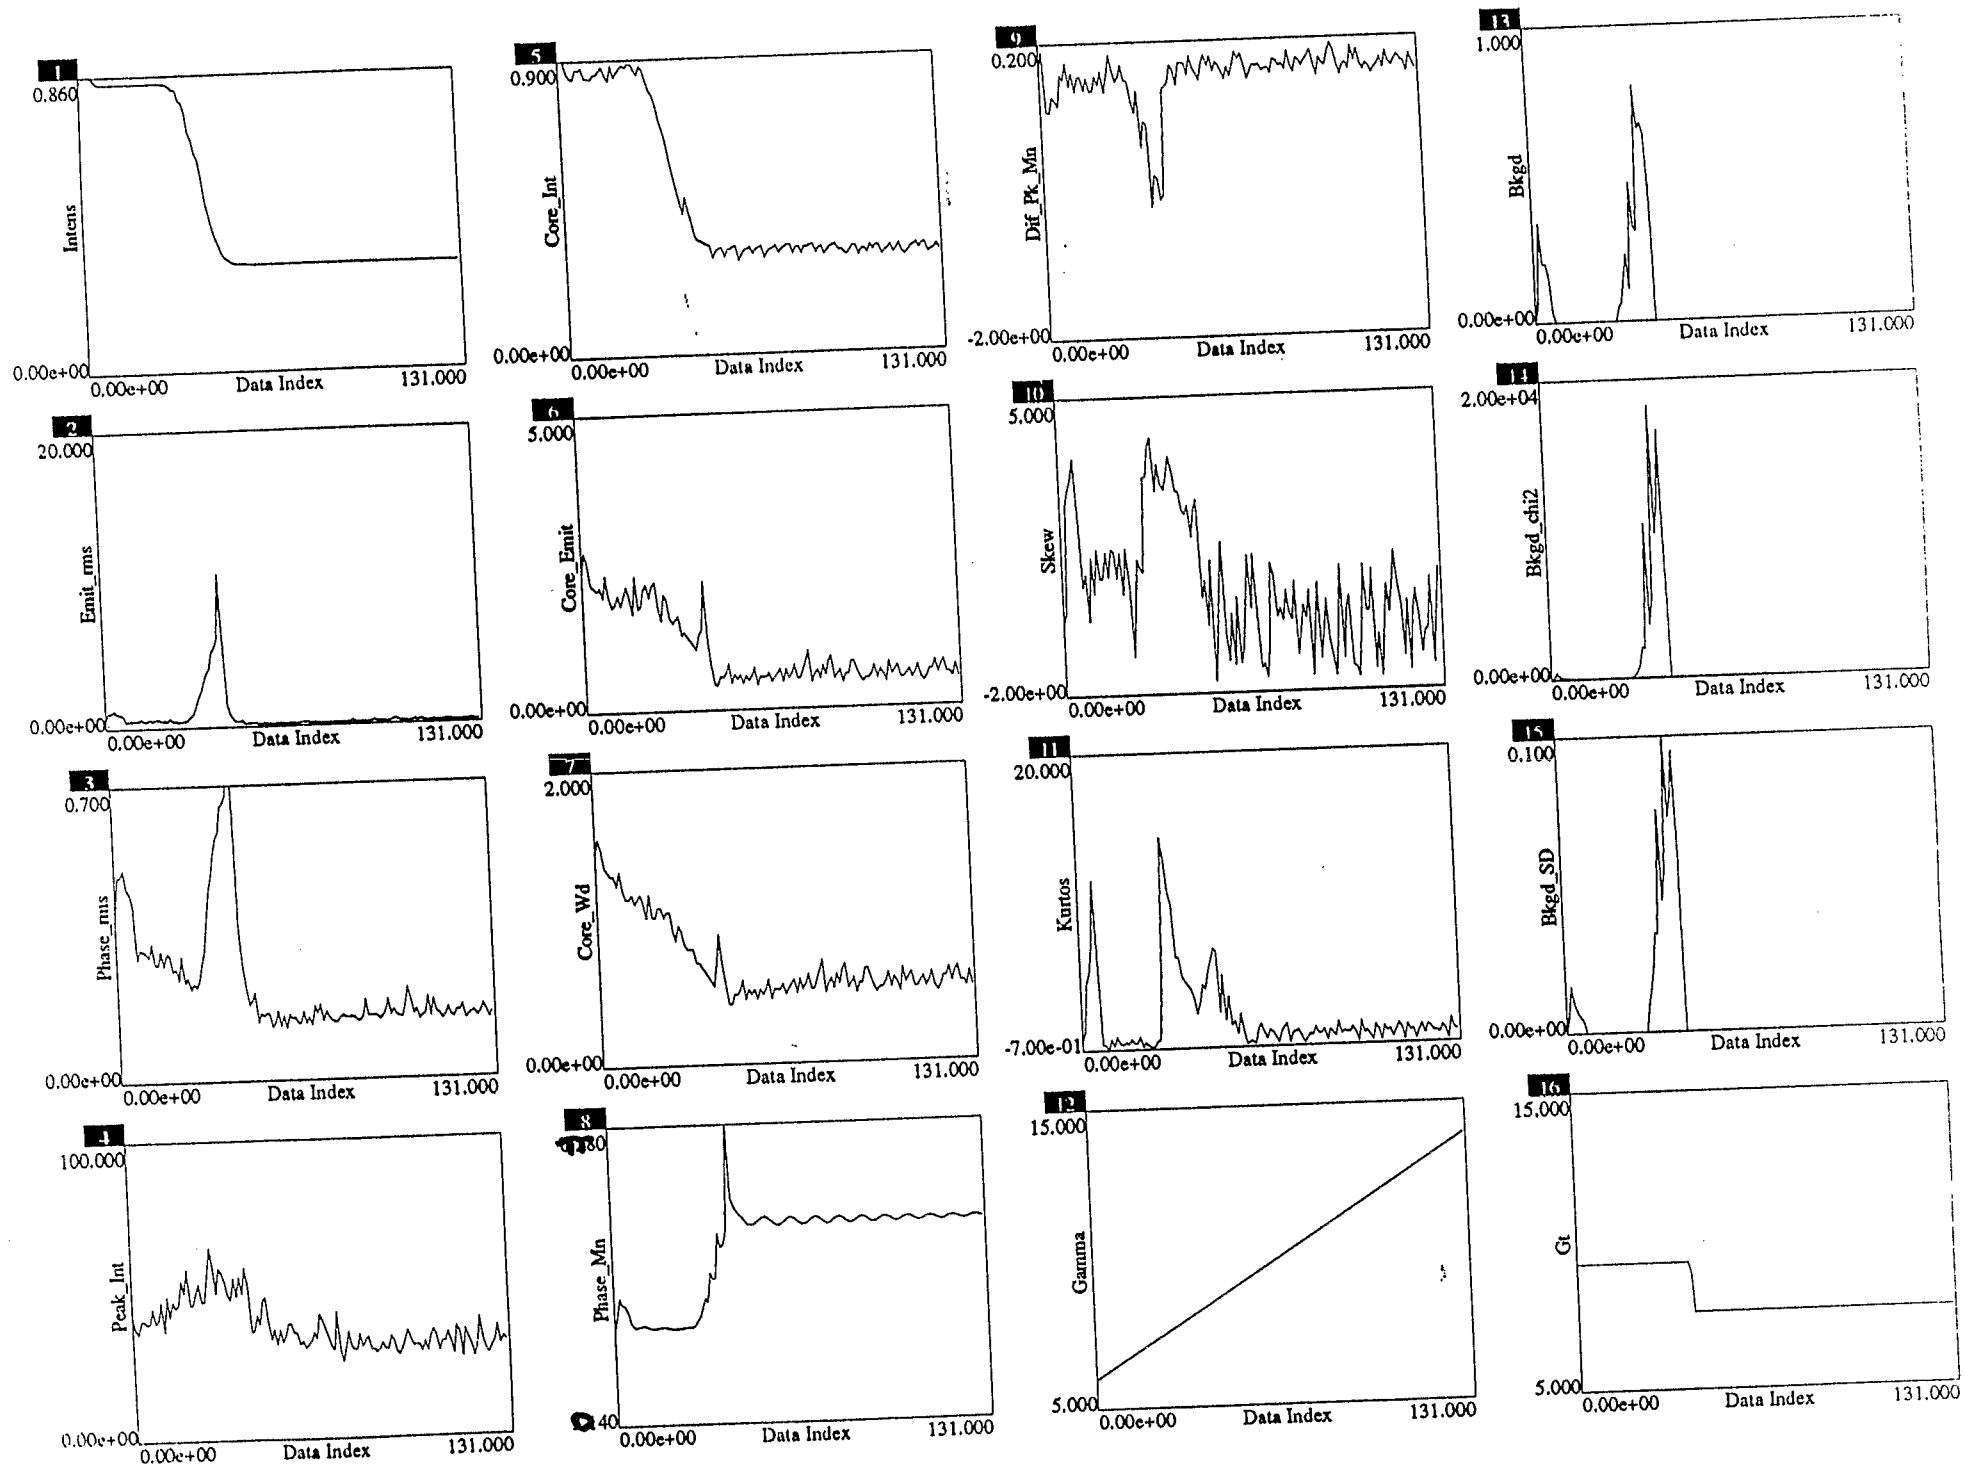 1
0.860
Intens
0.00e+00
0.00e+00 Data Index 131.000
2
20.000
Emit_rms
0.00e+00
0.00e+00 Data Index 131.000
3
0.700
Phase_rms
0.00e+00
0.00e+00 Data Index 131.000
4
100.000
Peak_Int
0.00e+00
0.00e+00 Data Index 131.000
5
0.900
Core_Int
0.00e+00
0.00e+00 Data Index 131.000
6
5.000
Core_Emit
0.00e+00
0.00e+00 Data Index 131.000
7
2.000
Core_Wd
0.00e+00
0.00e+00 Data Index 131.000
8
80
Phase_Mn
40
0.00e+00 Data Index 131.000
9
0.200
Dif_Pk_Mn
-2.00e+00
0.00e+00 Data Index 131.000
10
5.000
Skew
-2.00e+00
0.00e+00 Data Index 131.000
11
20.000
Kurtos
-7.00e-01
0.00e+00 Data Index 131.000
12
15.000
Gamma
5.000
0.00e+00 Data Index 131.000
13
1.000
Bkgd
0.00e+00
0.00e+00 Data Index 131.000
14
2.00e+04
Bkgd_chi2
0.00e+00
0.00e+00 Data Index 131.000
15
0.100
Bkgd_SD
0.00e+00
0.00e+00 Data Index 131.000
16
15.000
Gt
5.000
0.00e+00 Data Index 131.000